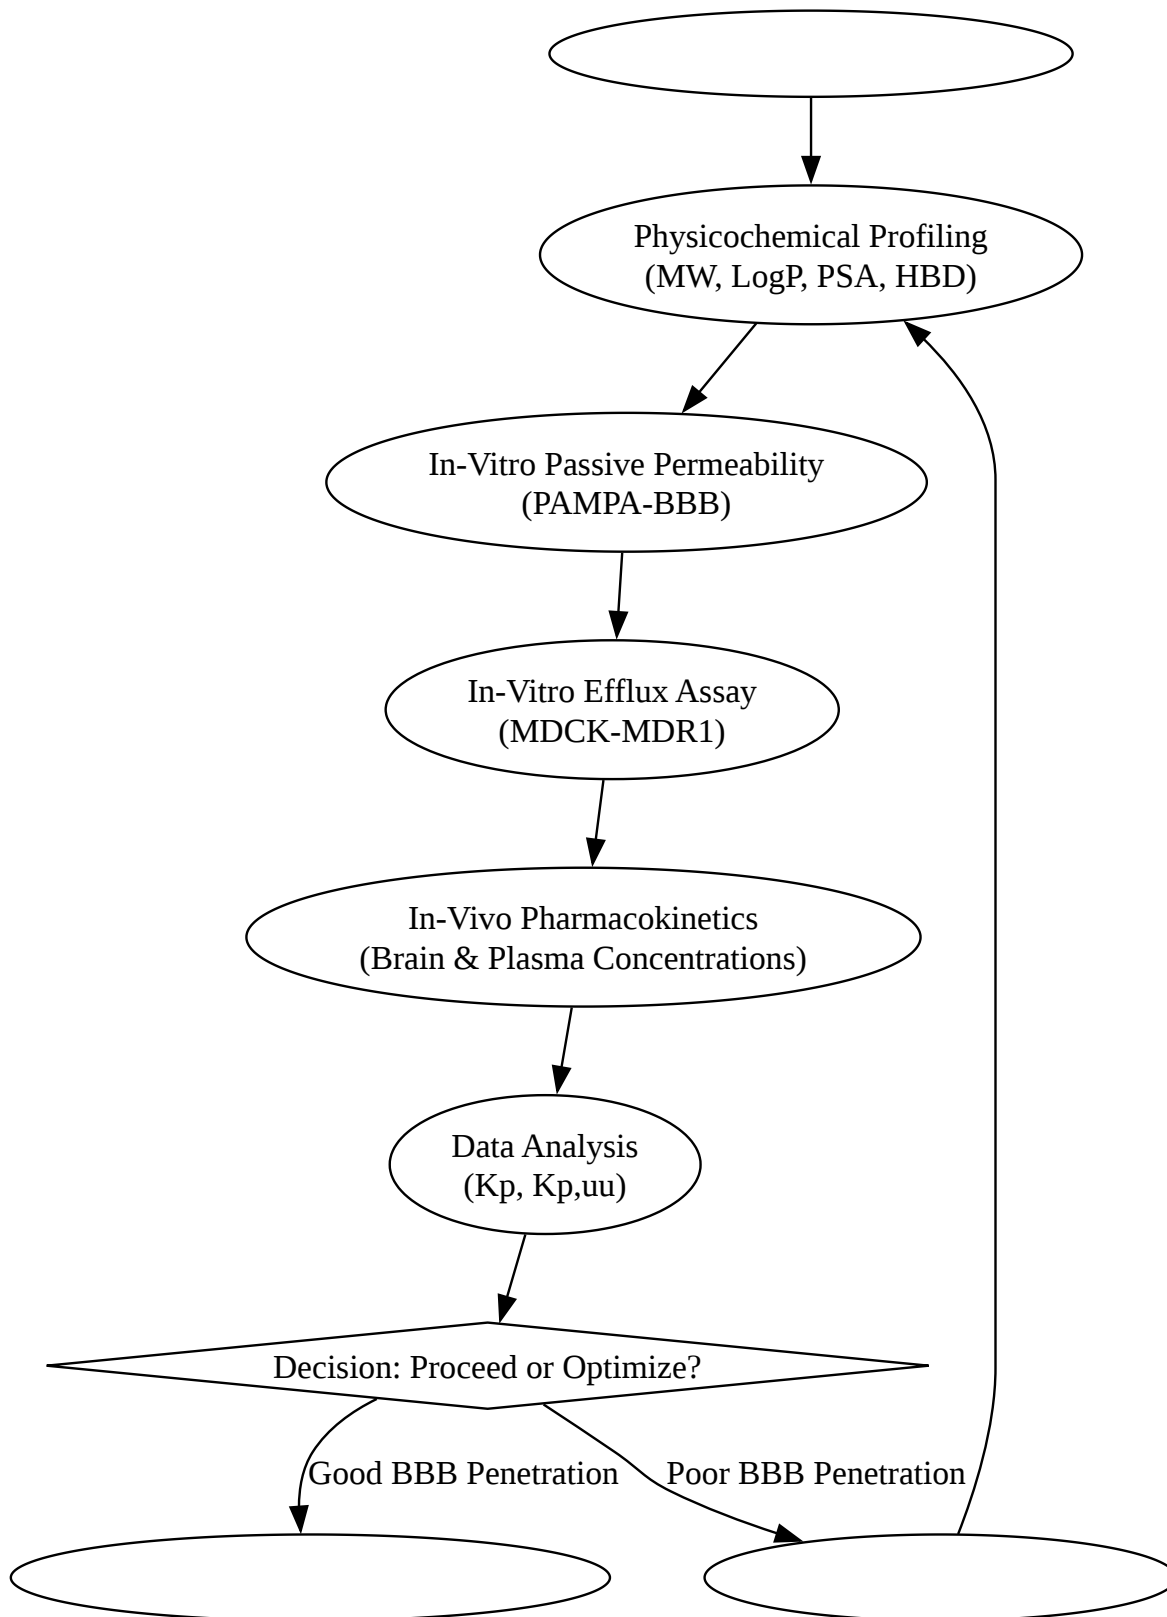 Physicochemical Profiling
(MW, LogP, PSA, HBD)
In-Vitro Passive Permeability
(PAMPA-BBB)
In-Vitro Efflux Assay
(MDCK-MDR1)
In-Vivo Pharmacokinetics
(Brain & Plasma Concentrations)
Data Analysis
(Kp, Kp,uu)
Decision: Proceed or Optimize?
Good BBB Penetration
Poor BBB Penetration